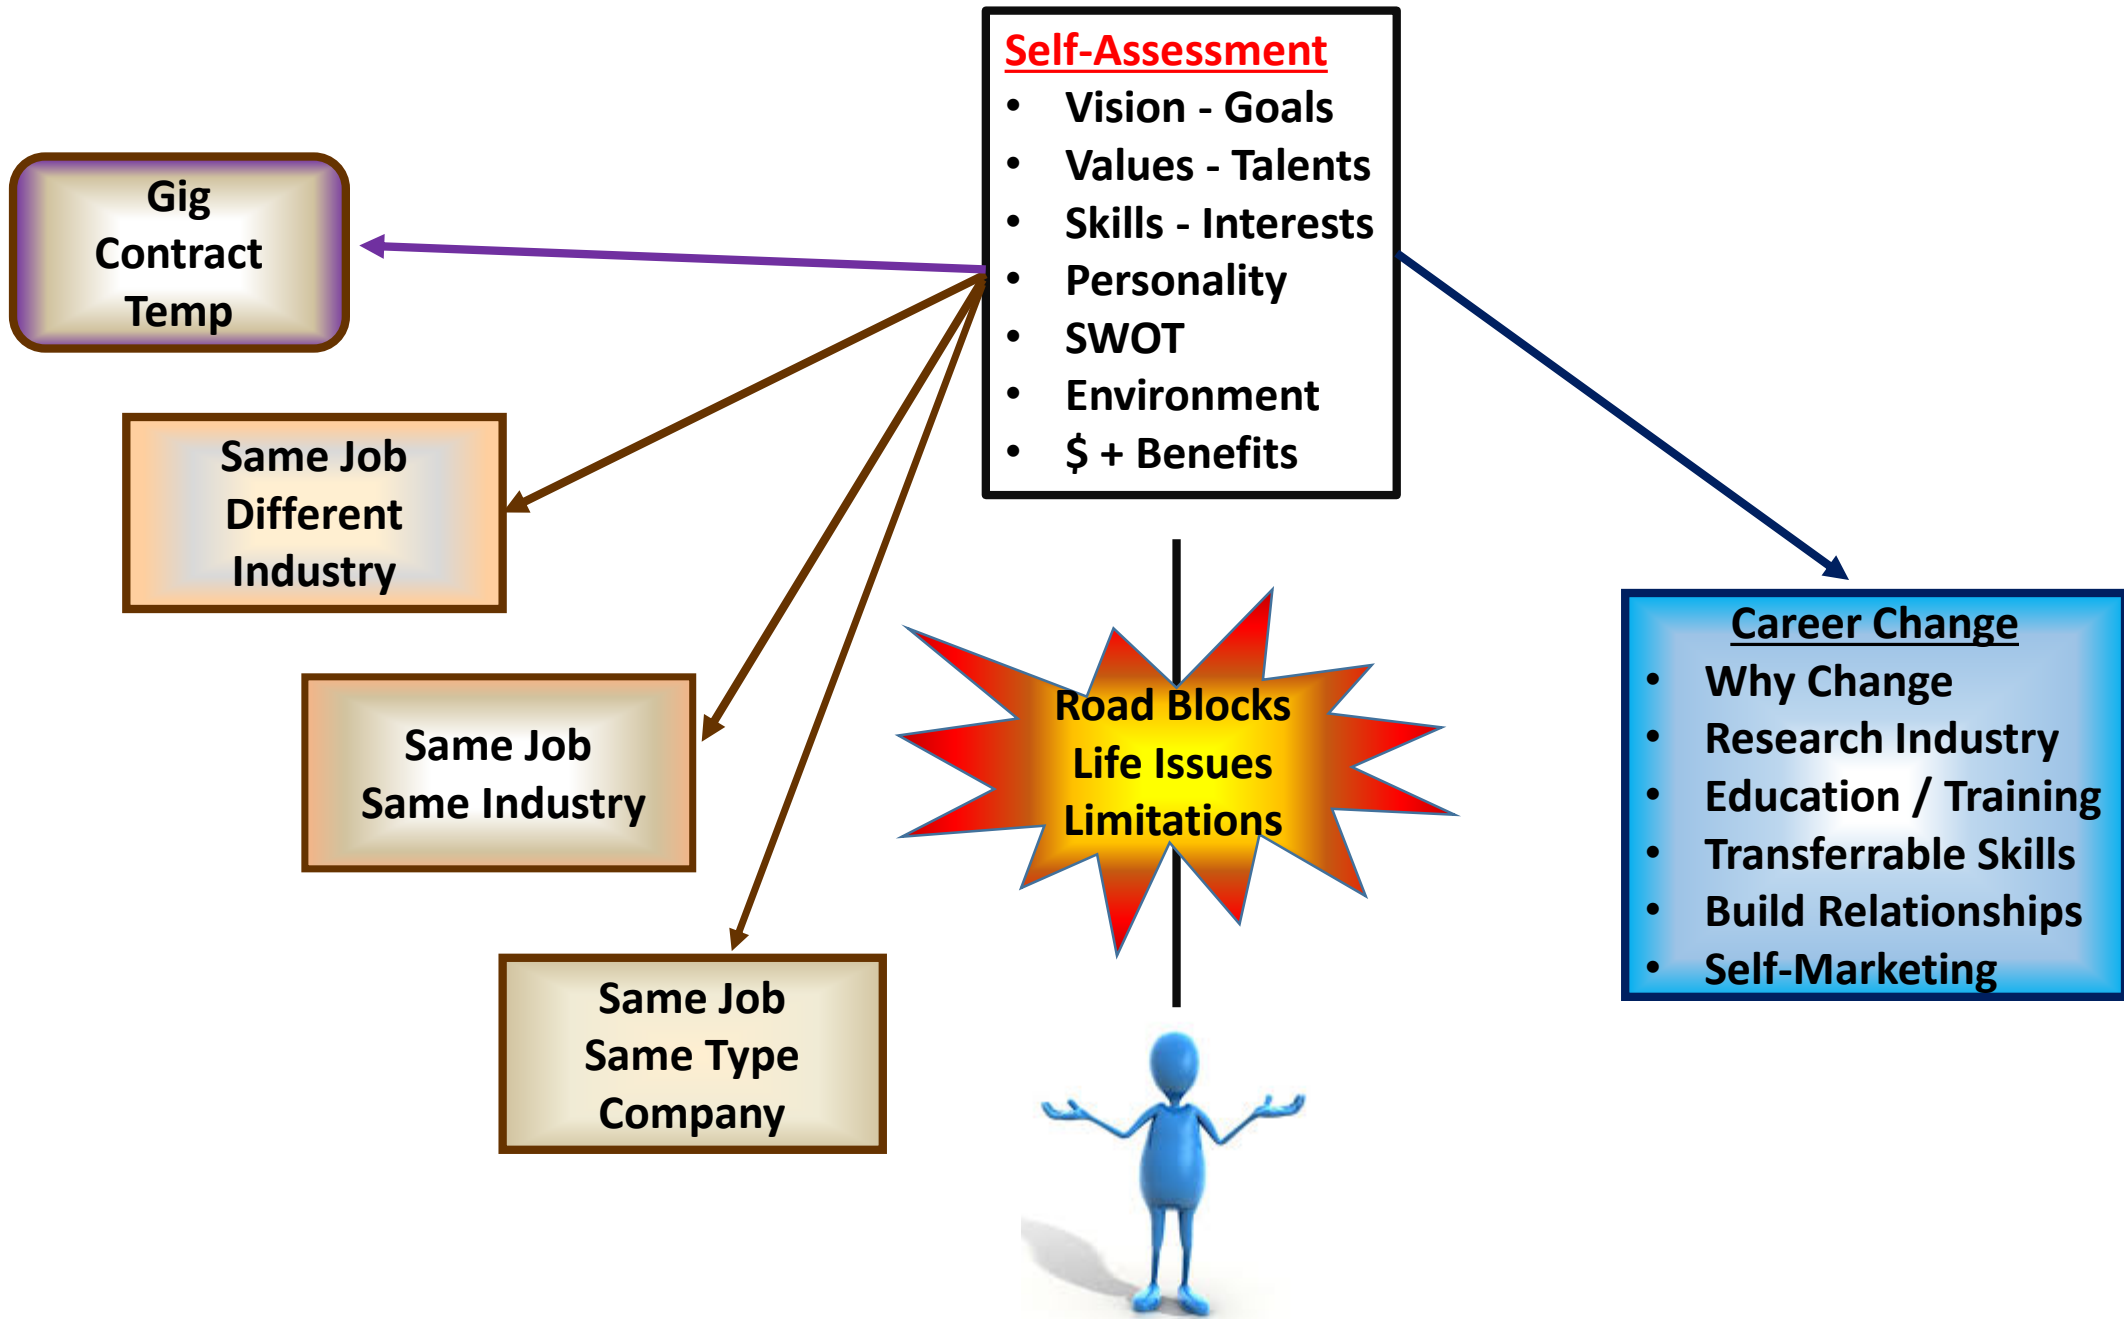 Self-Assessment
• Vision - Goals
• Values - Talents
• Skills - Interests
• Personality
• SWOT
• Environment
• $ + Benefits
Gig
Contract
Temp
Same Job
Different
Industry
Same Job
Same Industry
Same Job
Same Type
Company
Road Blocks
Life Issues
Limitations
Career Change
• Why Change
• Research Industry
• Education / Training
• Transferrable Skills
• Build Relationships
• Self-Marketing